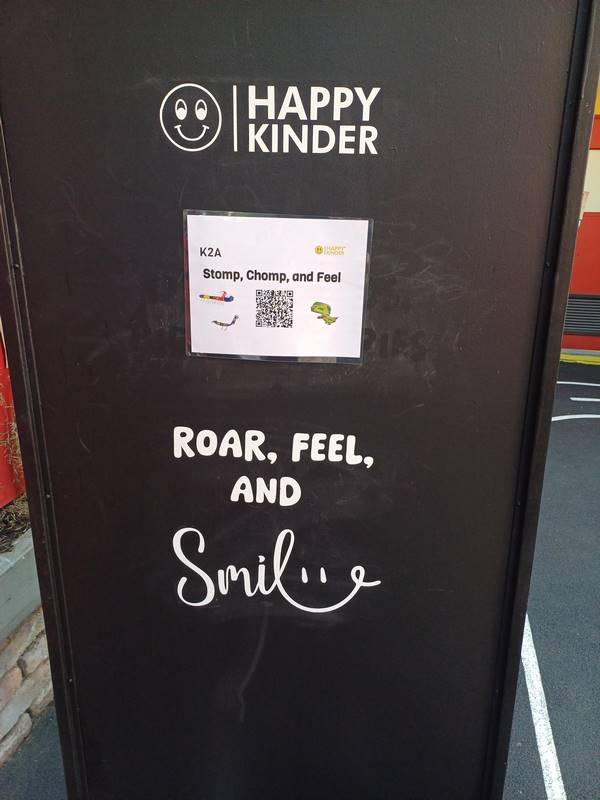 HAPPY
KINDER
K2A
HAPPY
KINDER
Stomp, Chomp, and Feel
ROAR, FEEL,
AND
Smile